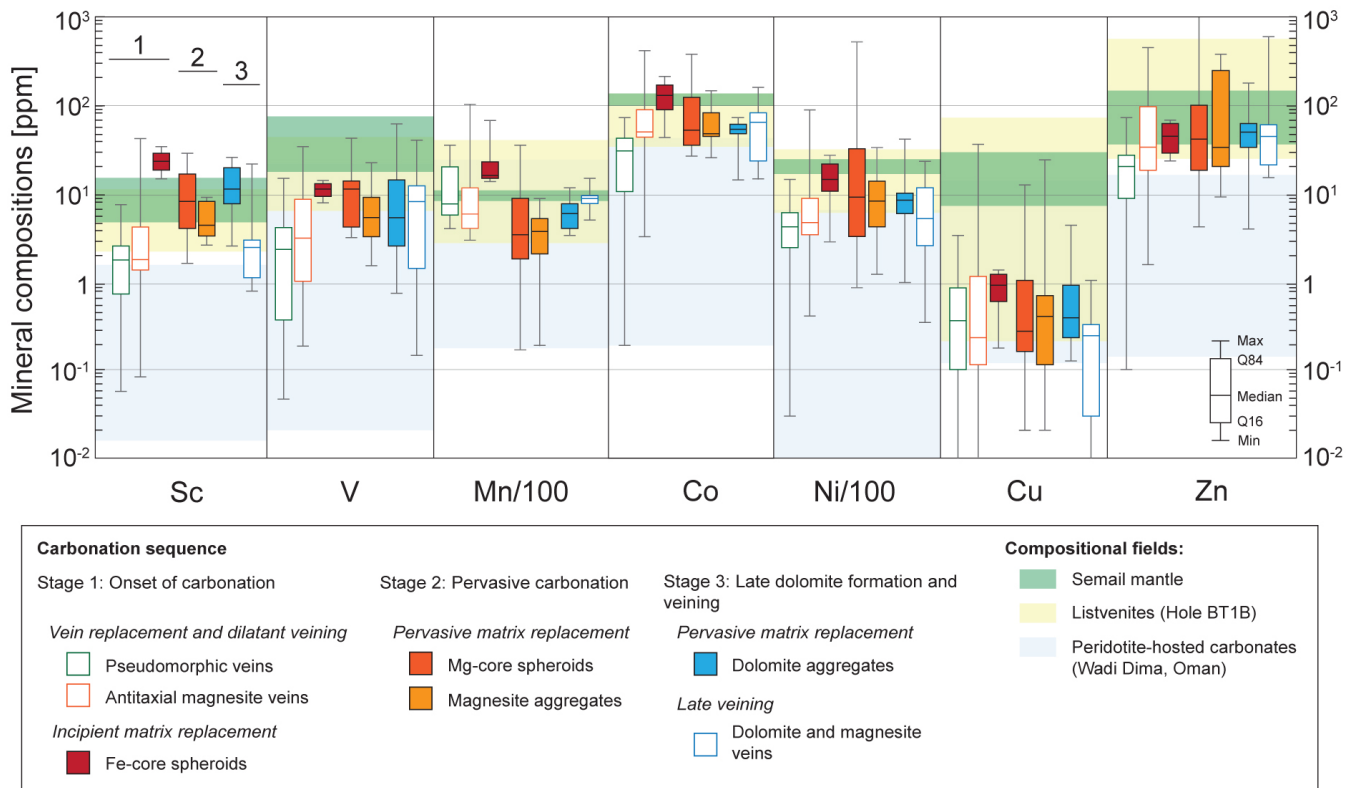 Mineral compositions [ppm]
10³
10²
10
1
10⁻¹
10⁻²
1
2
3
10³
10²
10
1
10⁻¹
10⁻²
Max
Q84
Median
Q16
Min
Sc V Mn/100 Co Ni/100 Cu Zn
Carbonation sequence
Stage 1: Onset of carbonation
Vein replacement and dilatant veining
Pseudomorphic veins
Antitaxial magnesite veins
Incipient matrix replacement
Fe-core spheroids
Stage 2: Pervasive carbonation
Pervasive matrix replacement
Mg-core spheroids
Magnesite aggregates
Stage 3: Late dolomite formation and
veining
Pervasive matrix replacement
Dolomite aggregates
Late veining
Dolomite and magnesite
veins
Compositional fields:
Semail mantle
Listvenites (Hole BT1B)
Peridotite-hosted carbonates
(Wadi Dima, Oman)